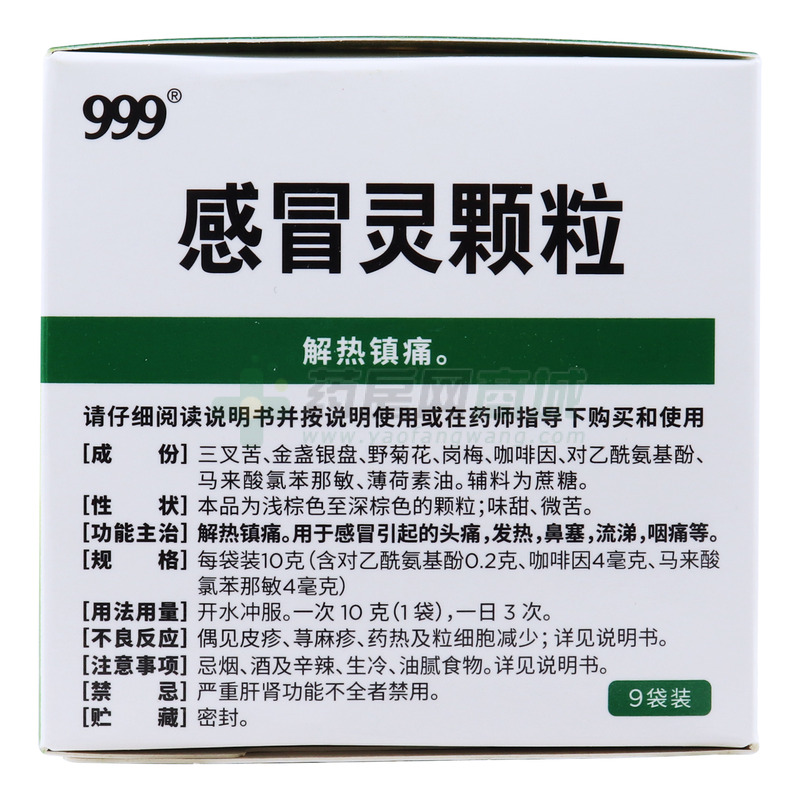 999®
感冒灵颗粒
解热镇痛。
药房网商城
www.yaofangwang.com
请仔细阅读说明书并按说明使用或在药师指导下购买和使用
[成份]三叉苦、金盏银盘、野菊花、岗梅、咖啡因、对乙酰氨基酚、
马来酸氯苯那敏、薄荷素油。辅料为蔗糖。
[性状]本品为浅棕色至深棕色的颗粒；味甜、微苦。
[功能主治]解热镇痛。用于感冒引起的头痛，发热，鼻塞，流涕，咽痛等。
[规格]每袋装10克(含对乙酰氨基酚0.2克、咖啡因4毫克、马来酸
氯苯那敏4毫克)
[用法用量]开水冲服。一次10克(1袋)，一日3次。
[不良反应]偶见皮疹、荨麻疹、药热及粒细胞减少；详见说明书。
[注意事项]忌烟、酒及辛辣、生冷、油腻食物。详见说明书。
[禁忌]严重肝肾功能不全者禁用。
[贮藏]密封。
9袋装